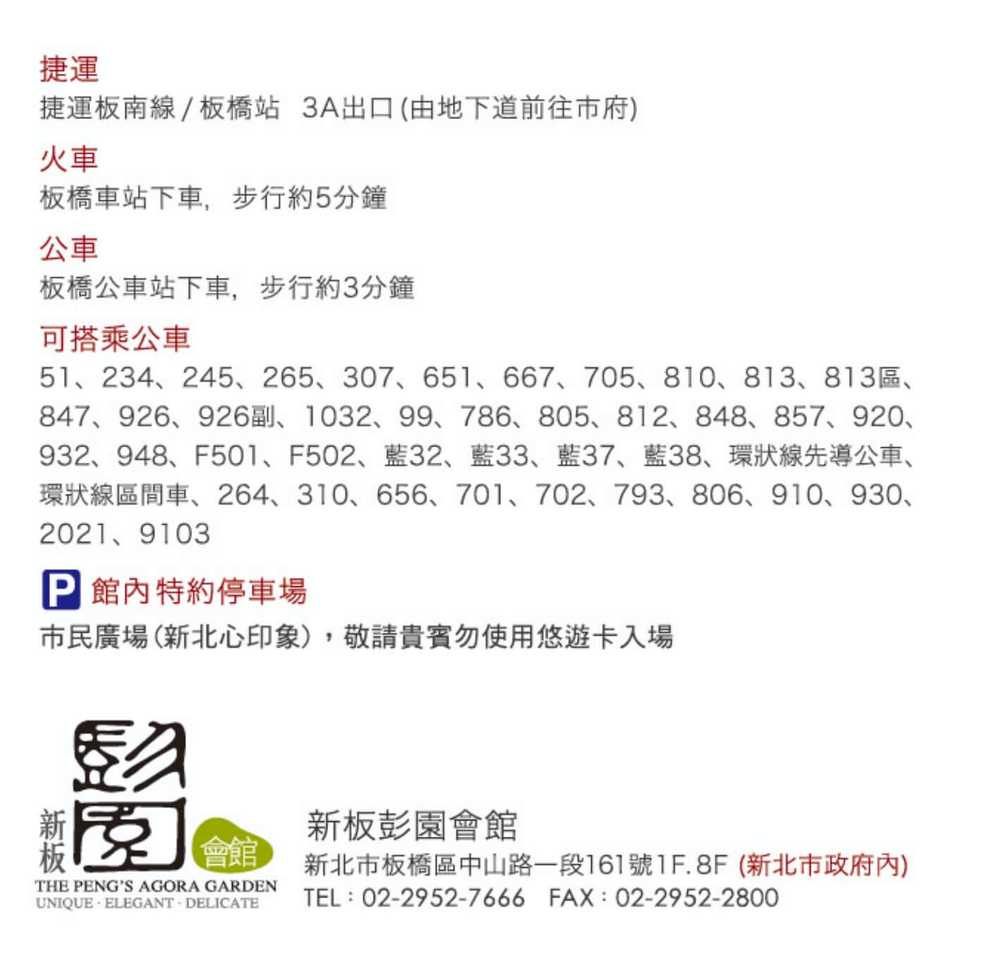 捷運
捷運板南線/板橋站 3A出口(由地下道前往市府)
火車
板橋車站下車, 步行約5分鐘
公車
板橋公車站下車, 步行約3分鐘
可搭乘公車
51、234、245、265、307、651、667、705、810、813、813區、
847、926、926副、1032、99、786、805、812、848、857、920、
932、948、F501、F502、藍32、藍33、藍37、藍38、環狀線先導公車、
環狀線區間車、264、310、656、701、702、793、806、910、930、
2021、9103
P 館內特約停車場
市民廣場(新北心印象),敬請貴賓勿使用悠遊卡入場
彭園
新板
會館
THE PENG'S AGORA GARDEN
UNIQUE · ELEGANT · DELICATE
新板彭園會館
新北市板橋區中山路一段161號1F.8F (新北市政府內)
TEL:02-2952-7666 FAX:02-2952-2800